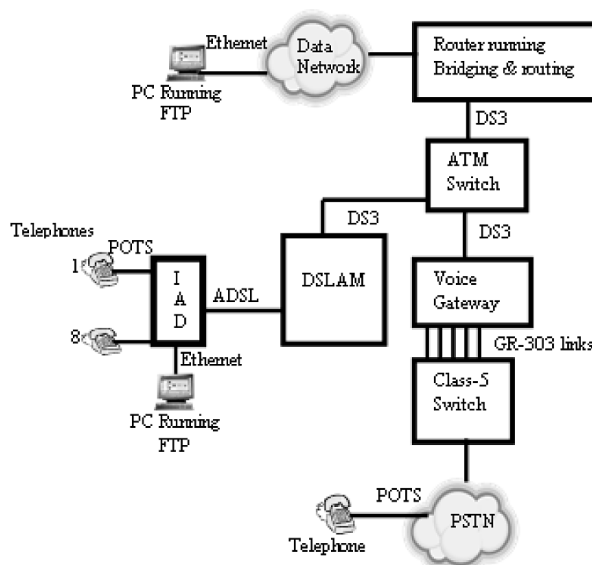 Ethernet
Data
Network
Router running
Bridging & routing
PC Running
FTP
DS3
ATM
Switch
DS3
DS3
Telephones
POTS
1
8
I
A
D
ADSL
DSLAM
Voice
Gateway
GR-303 links
Ethernet
PC Running
FTP
Class-5
Switch
POTS
PSTN
Telephone